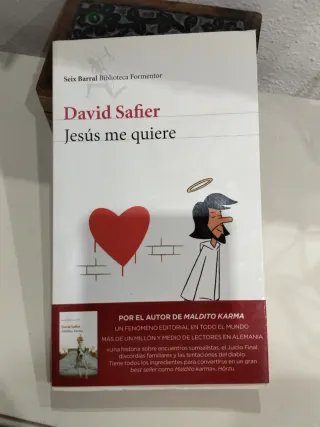 Seix Barral Biblioteca Formentor
David Safier
Jesús me quiere
POR EL AUTOR DE MALDITO KARMA
UN FENÓMENO EDITORIAL EN TODO EL MUNDO
MÁS DE UN MILLÓN Y MEDIO DE LECTORES EN ALEMANIA
«Una historia sobre encuentros surrealistas, el Juicio Final,
discordias familiares y las tentaciones del diablo.
Tiene todos los ingredientes para convertirse en un gran
best seller como Maldito karma», Hörzu.
David Safier